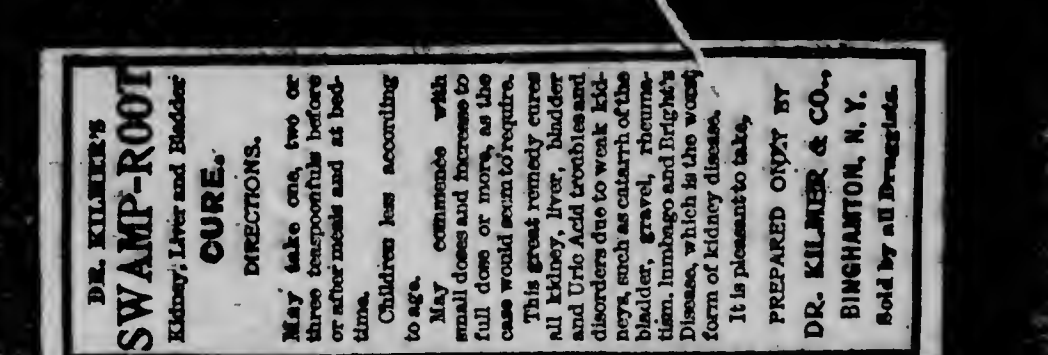 DR. KILMER'S
SWAMP-ROOT
Kidney, Liver and Bladder
CURE.
DIRECTIONS.
May take one, two or
three teaspoonfuls before
or after meals and at bed-
time.
Children less according
to age.
May commence with
small doses and increase to
full dose or more, as the
case would seem to require.
This great remedy cures
all kidney, liver, bladder
and Uric Acid troubles and
disorders due to weak kid-
neys, such as catarrh of the
bladder, gravel, rheuma-
tism, lumbago and Bright's
Disease, which is the worst
form of kidney disease.
It is pleasant to take,
PREPARED ONLY BY
DR. KILMER & CO.,
BINGHAMTON, N. Y.
Sold by all Druggists.